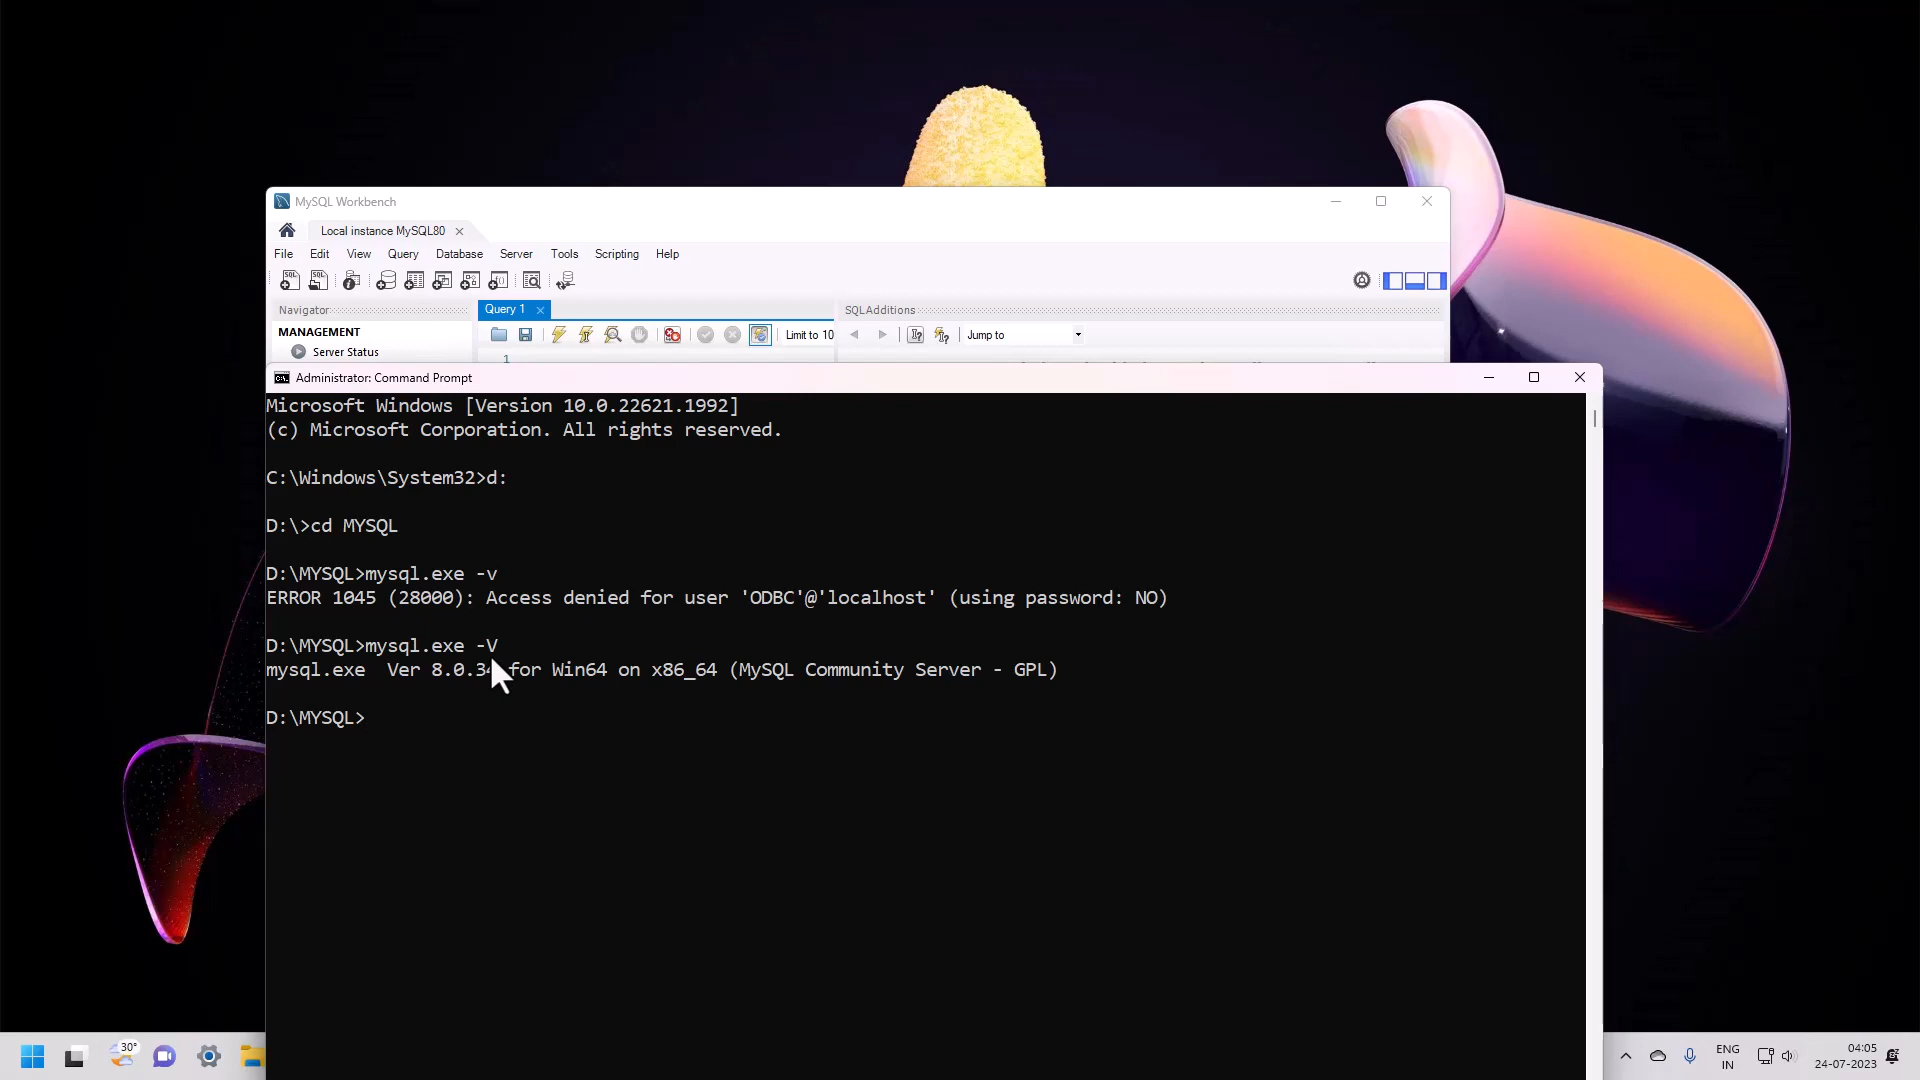 MySQL Workbench
Local instance MySQL80
File Edit View Query Database Server Tools Scripting Help
Navigator
Query 1
SQLAdditions
MANAGEMENT
Server Status
Limit to 10
Jump to
1
Administrator: Command Prompt
Microsoft Windows [Version 10.0.22621.1992]
(c) Microsoft Corporation. All rights reserved.
C:\Windows\System32>d:
D:\>cd MYSQL
D:\MYSQL>mysql.exe -v
ERROR 1045 (28000): Access denied for user 'ODBC'@'localhost' (using password: NO)
D:\MYSQL>mysql.exe -V
mysql.exe  Ver 8.0.34 for Win64 on x86_64 (MySQL Community Server - GPL)
D:\MYSQL>
30°
ENG
IN
04:05
24-07-2023